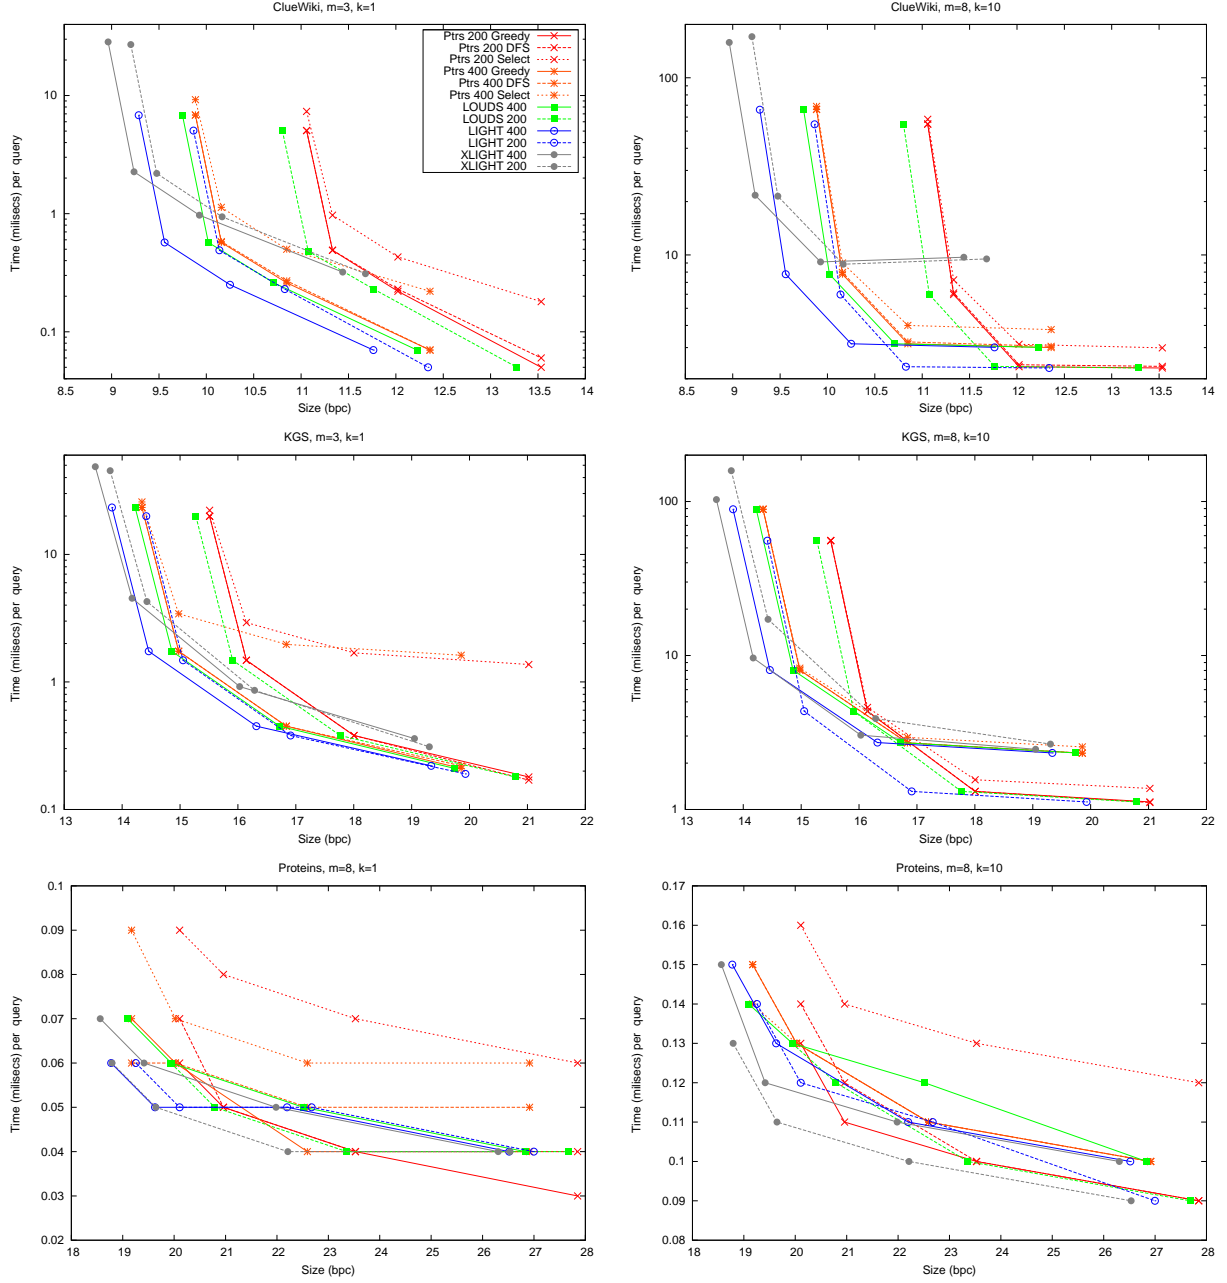 ClueWiki, m=3, k=1
Time (milisecs) per query
10
1
0.1
8.5 9 9.5 10 10.5 11 11.5 12 12.5 13 13.5 14
Size (bpc)
Ptrs 200 Greedy
Ptrs 200 DFS
Ptrs 200 Select
Ptrs 400 Greedy
Ptrs 400 DFS
Ptrs 400 Select
LOUDS 400
LOUDS 200
LIGHT 400
LIGHT 200
XLIGHT 400
XLIGHT 200
ClueWiki, m=8, k=10
Time (milisecs) per query
100
10
8.5 9 9.5 10 10.5 11 11.5 12 12.5 13 13.5 14
Size (bpc)
KGS, m=3, k=1
Time (milisecs) per query
10
1
0.1
13 14 15 16 17 18 19 20 21 22
Size (bpc)
KGS, m=8, k=10
Time (milisecs) per query
100
10
1
13 14 15 16 17 18 19 20 21 22
Size (bpc)
Proteins, m=8, k=1
Time (milisecs) per query
0.1
0.09
0.08
0.07
0.06
0.05
0.04
0.03
0.02
18 19 20 21 22 23 24 25 26 27 28
Size (bpc)
Proteins, m=8, k=10
Time (milisecs) per query
0.17
0.16
0.15
0.14
0.13
0.12
0.11
0.1
0.09
0.08
18 19 20 21 22 23 24 25 26 27 28
Size (bpc)